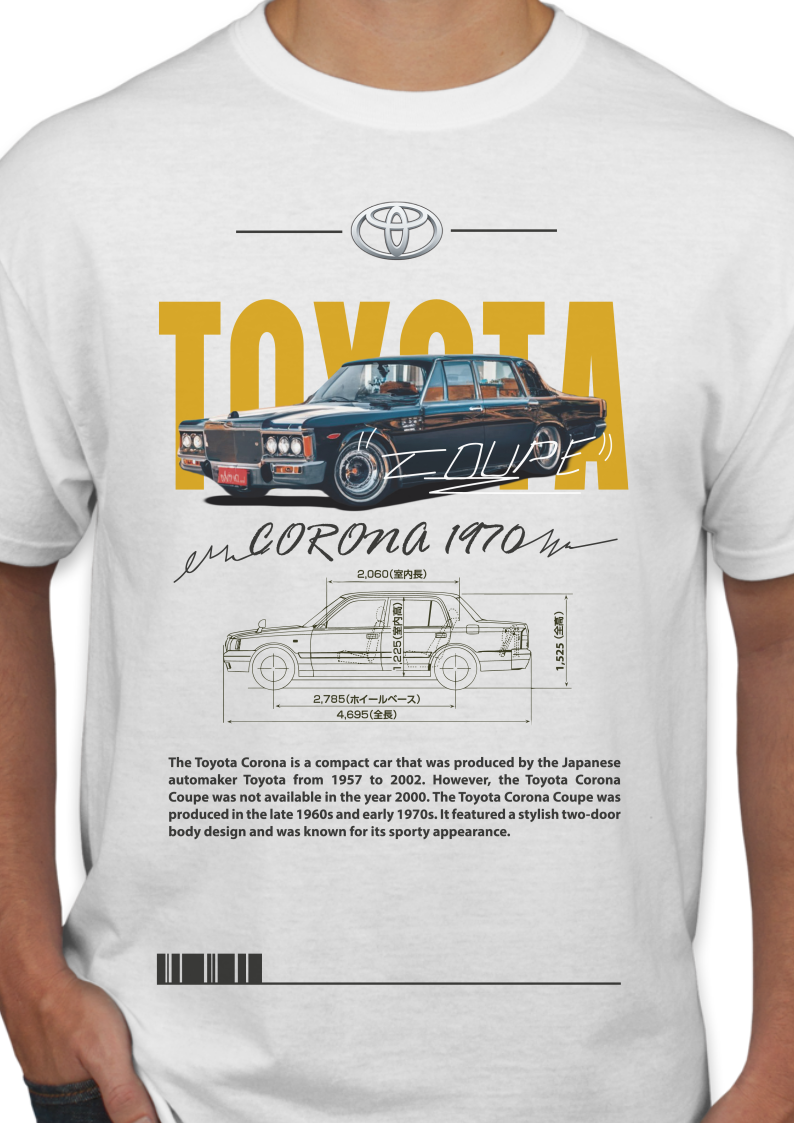 TOYOTA
"COUPE"
CORONA 1970
2,060(室内長)
1,225(室内高)
1,525 (全高)
2,785(ホイールベース)
4,695(全長)
The Toyota Corona is a compact car that was produced by the Japanese
automaker Toyota from 1957 to 2002. However, the Toyota Corona
Coupe was not available in the year 2000. The Toyota Corona Coupe was
produced in the late 1960s and early 1970s. It featured a stylish two-door
body design and was known for its sporty appearance.